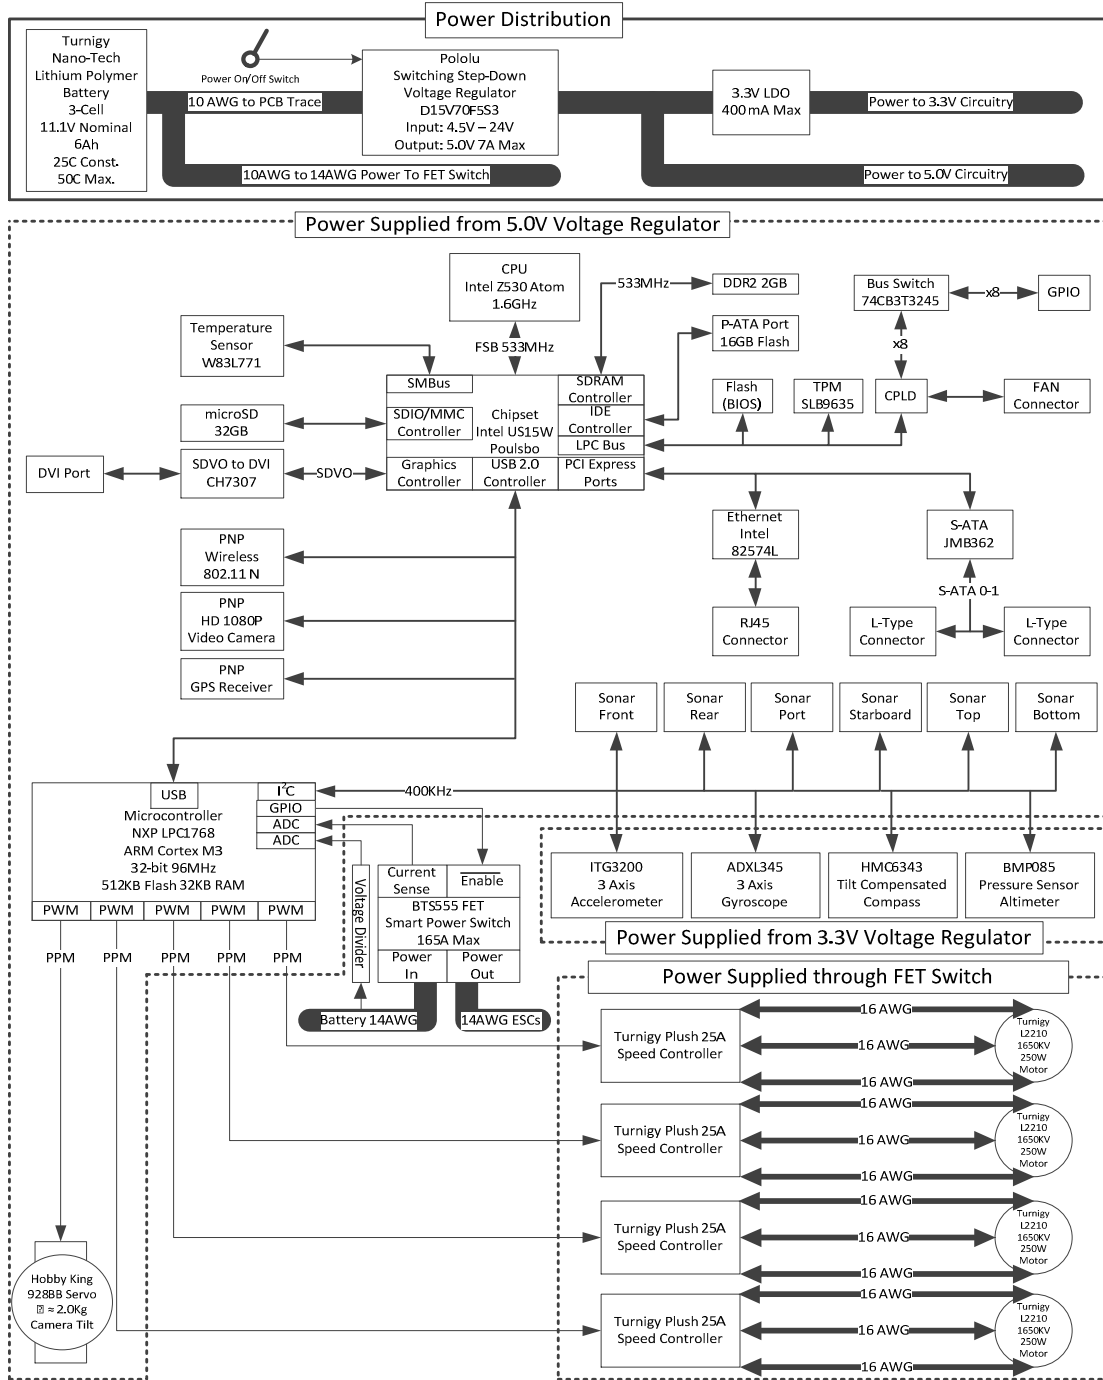 Power Distribution
Turnigy
Nano-Tech
Lithium Polymer
Battery
3-Cell
11.1V Nominal
6Ah
25C Const.
50C Max.
Power On/Off Switch
10 AWG to PCB Trace
10AWG to 14AWG Power To FET Switch
Pololu
Switching Step-Down
Voltage Regulator
D15V70F5S3
Input: 4.5V – 24V
Output: 5.0V 7A Max
3.3V LDO
400mA Max
Power to 3.3V Circuitry
Power to 5.0V Circuitry
Power Supplied from 5.0V Voltage Regulator
CPU
Intel Z530 Atom
1.6GHz
FSB 533MHz
533MHz
DDR2 2GB
P-ATA Port
16GB Flash
Bus Switch
74CB3T3245
x8
GPIO
x8
Temperature
Sensor
W83L771
microSD
32GB
DVI Port
SDVO to DVI
CH7307
SDVO
SMBus
SDIO/MMC
Controller
Graphics
Controller
Chipset
Intel US15W
Poulsbo
USB 2.0
Controller
SDRAM
Controller
IDE
Controller
LPC Bus
PCI Express
Ports
Flash
(BIOS)
TPM
SLB9635
CPLD
FAN
Connector
Ethernet
Intel
82574L
S-ATA
JMB362
S-ATA 0-1
RJ45
Connector
L-Type
Connector
L-Type
Connector
PNP
Wireless
802.11N
PNP
HD 1080P
Video Camera
PNP
GPS Receiver
Sonar
Front
Sonar
Rear
Sonar
Port
Sonar
Starboard
Sonar
Top
Sonar
Bottom
USB
Microcontroller
NXP LPC1768
ARM Cortex M3
32-bit 96MHz
512KB Flash 32KB RAM
I²C
GPIO
ADC
ADC
400KHz
PWM
PWM
PWM
PWM
PWM
PPM
PPM
PPM
PPM
PPM
Voltage Divider
Current
Sense
Enable
BTS555 FET
Smart Power Switch
165A Max
Power
In
Power
Out
Battery 14AWG
14AWG ESCs
ITG3200
3 Axis
Accelerometer
ADXL345
3 Axis
Gyroscope
HMC6343
Tilt Compensated
Compass
BMP085
Pressure Sensor
Altimeter
Power Supplied from 3.3V Voltage Regulator
Power Supplied through FET Switch
Turnigy Plush 25A
Speed Controller
16 AWG
16 AWG
16 AWG
Turnigy
L2210
1650KV
250W
Motor
Turnigy Plush 25A
Speed Controller
16 AWG
16 AWG
16 AWG
Turnigy
L2210
1650KV
250W
Motor
Turnigy Plush 25A
Speed Controller
16 AWG
16 AWG
16 AWG
Turnigy
L2210
1650KV
250W
Motor
Turnigy Plush 25A
Speed Controller
16 AWG
16 AWG
16 AWG
Turnigy
L2210
1650KV
250W
Motor
Hobby King
928BB Servo
≈ 2.0Kg
Camera Tilt